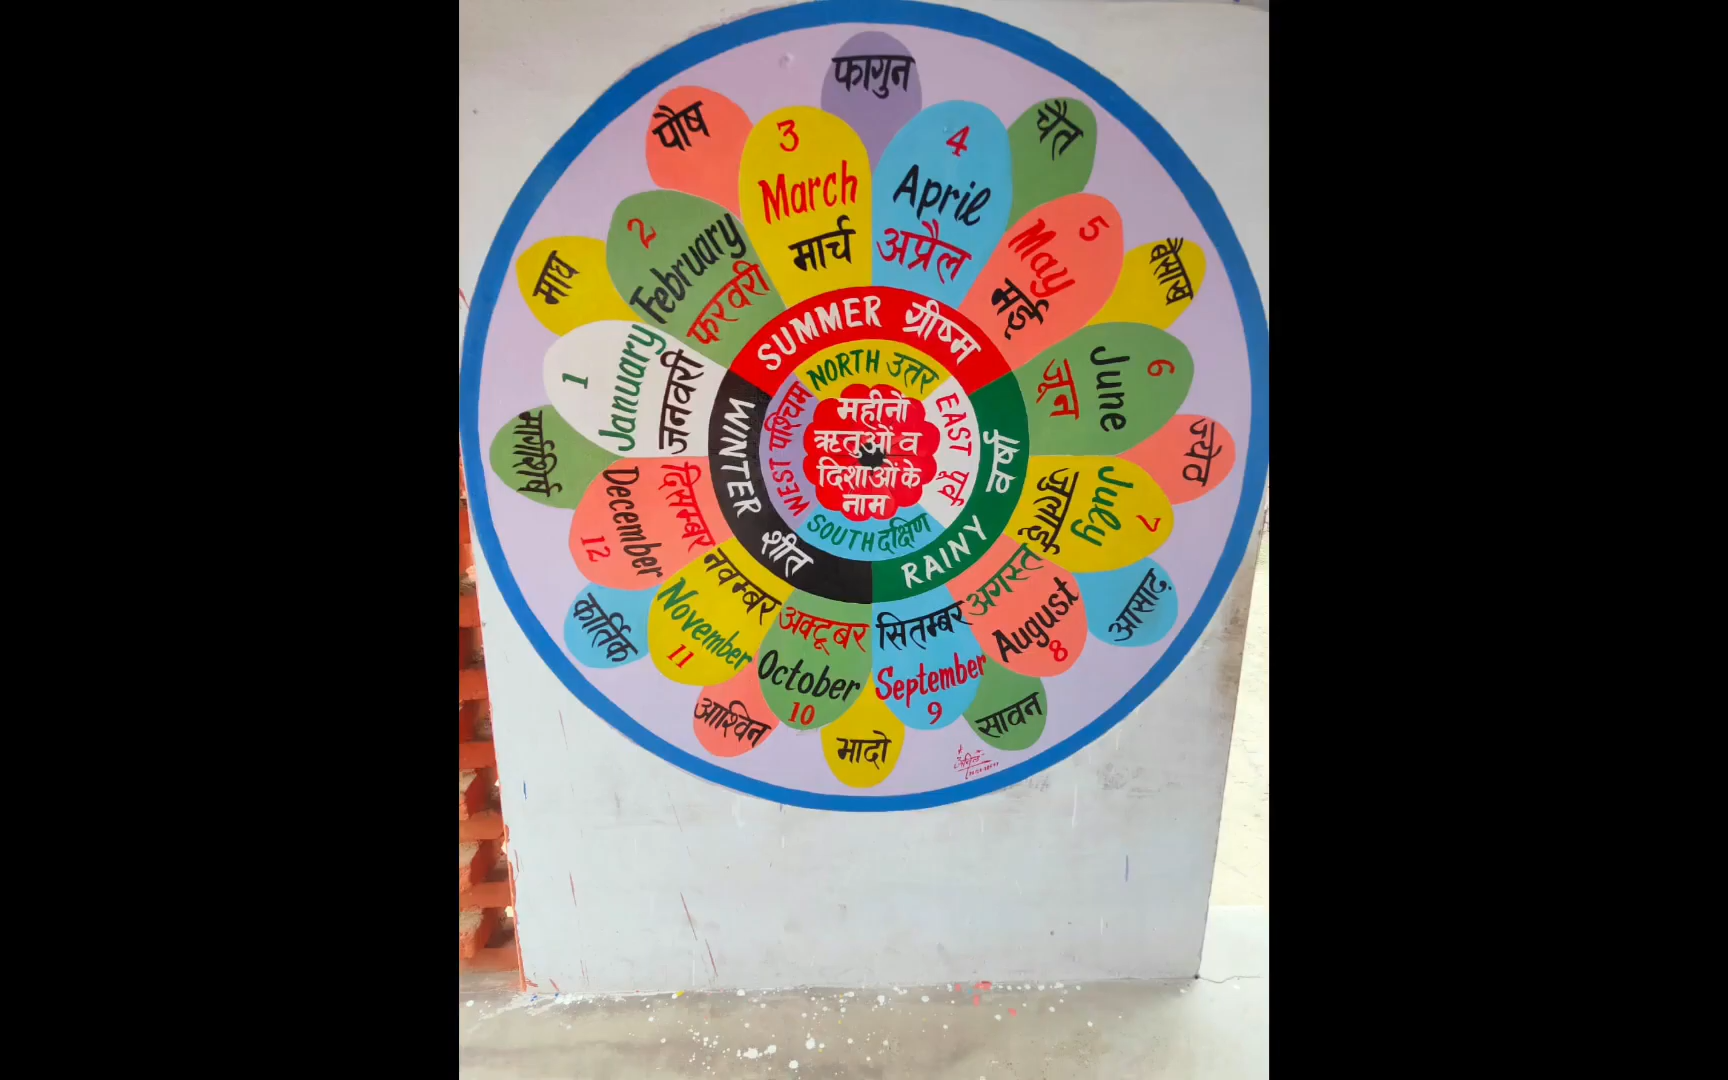 महीनों
ऋतुओं व
दिशाओं के
नाम
NORTH उत्तर
EAST पूर्व
SOUTH दक्षिण
WEST पश्चिम
SUMMER ग्रीष्म
वर्षा RAINY
WINTER शीत
1
January
जनवरी
2
February
फरवरी
3
March
मार्च
4
April
अप्रैल
5
May
मई
6
June
जून
7
July
जुलाई
8
August
अगस्त
9
September
सितम्बर
10
October
अक्टूबर
11
November
नवम्बर
12
December
दिसम्बर
फागुन
चैत
बैसाख
ज्येठ
आसाढ़
सावन
भादो
आश्विन
कार्तिक
मार्गशिर्ष
माघ
पौष